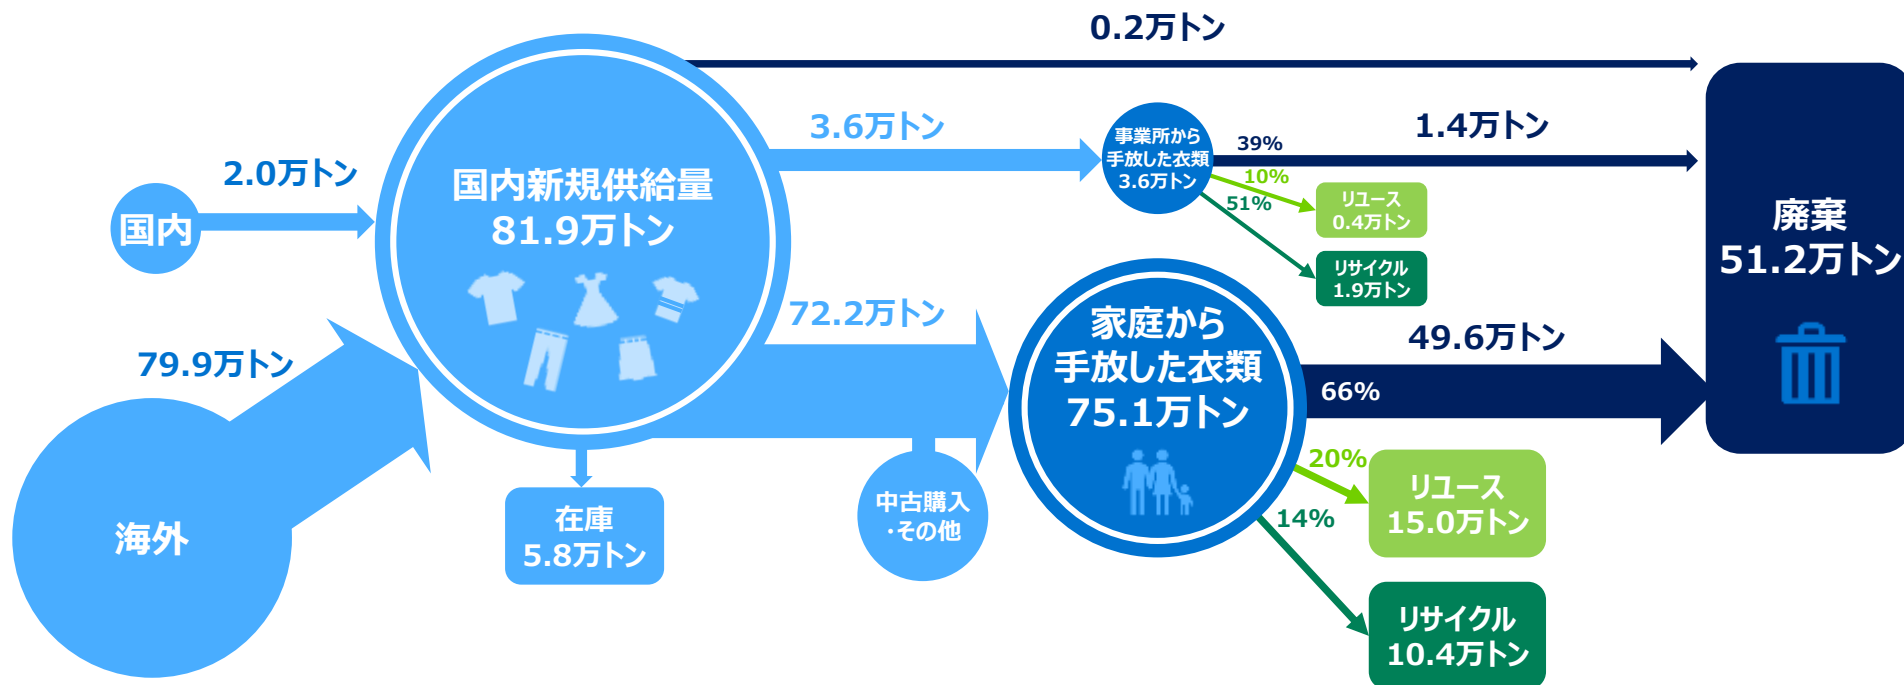 0.2万トン
3.6万トン
事業所から
手放した衣類
3.6万トン
39%
1.4万トン
10%
51%
リユース
0.4万トン
リサイクル
1.9万トン
2.0万トン
国内
国内新規供給量
81.9万トン
廃棄
51.2万トン
79.9万トン
海外
72.2万トン
家庭から
手放した衣類
75.1万トン
49.6万トン
66%
在庫
5.8万トン
中古購入
・その他
20%
リユース
15.0万トン
14%
リサイクル
10.4万トン